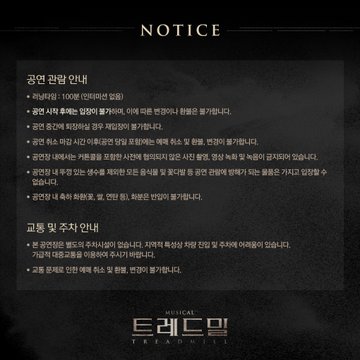 NOTICE
공연 관람 안내
• 러닝타임 : 100분 (인터미션 없음)
• 공연 시작 후에는 입장이 불가하며, 이에 따른 변경이나 환불은 불가합니다.
• 공연 중간에 퇴장하실 경우 재입장이 불가합니다.
• 공연 취소 마감 시간 이후(공연 당일 포함)에는 예매 취소 및 환불, 변경이 불가합니다.
• 공연장 내에서는 커튼콜을 포함한 사전에 협의되지 않은 사진 촬영, 영상 녹화 및 녹음이 금지되어 있습니다.
• 공연장 내 뚜껑 있는 생수를 제외한 모든 음식물 및 꽃다발 등 공연 관람에 방해가 되는 물품은 가지고 입장할 수
없습니다.
• 공연장 내 축하 화환(꽃, 쌀, 연탄 등), 화분은 반입이 불가합니다.
교통 및 주차 안내
• 본 공연장은 별도의 주차시설이 없습니다. 지역적 특성상 차량 진입 및 주차에 어려움이 있습니다.
가급적 대중교통을 이용하여 주시기 바랍니다.
• 교통 문제로 인한 예매 취소 및 환불, 변경이 불가합니다.
MUSICAL
트레드밀
TREADMILL